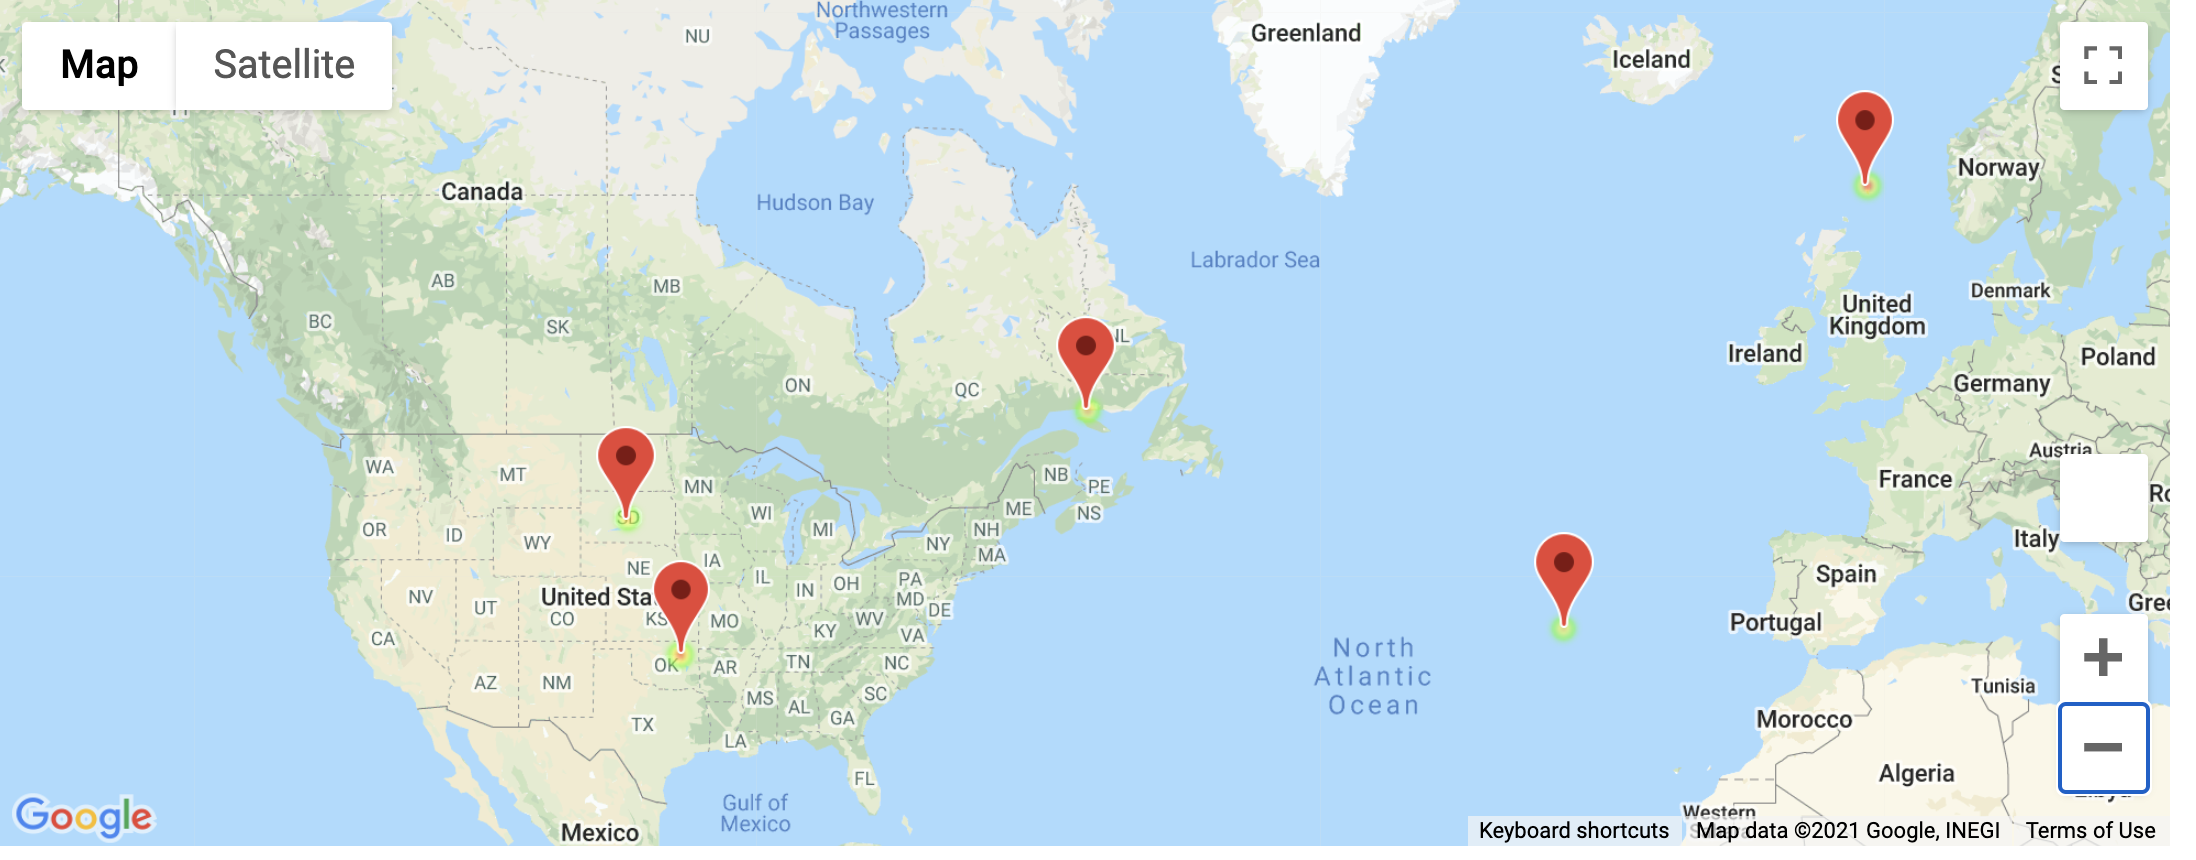 Map
Satellite
NU
Northwestern
Passages
Greenland
Iceland
Norway
Canada
Hudson Bay
Labrador Sea
AB
MB
BC
SK
NL
United
Kingdom
Denmark
Ireland
Poland
ON
QC
Germany
WA
MT
MN
NB
PE
Austria
France
SD
WI
MI
ME
NS
OR
ID
WY
NY
NH
MA
Italy
NE
IA
IL
IN
OH
PA
MD
DE
Spain
NV
UT
CO
United Sta
KS
MO
KY
WV
VA
Portugal
Gree
CA
OK
AR
TN
NC
North
Atlantic
Ocean
AZ
NM
MS
AL
SC
GA
Tunisia
Morocco
TX
LA
FL
Algeria
Gulf of
Mexico
Western
Google
Mexico
Keyboard shortcuts
Map data ©2021 Google, INEGI
Terms of Use